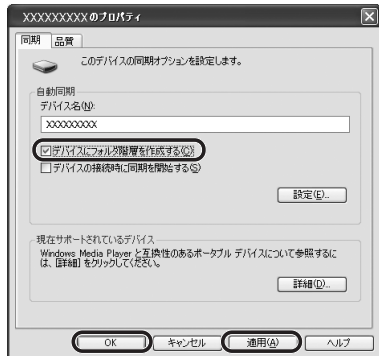 XXXXXXXXXのプロパティ
同期 品質
このデバイスの同期オプションを設定します。
自動同期
デバイス名(N):
XXXXXXXXX
デバイスにフォルダ階層を作成する(C)
デバイスの接続時に同期を開始する(S)
設定(E)...
現在サポートされているデバイス
Windows Media Player と互換性のあるポータブル デバイスについて参照するに
は、[詳細] をクリックしてください。
詳細(D)...
OK キャンセル 適用(A) ヘルプ